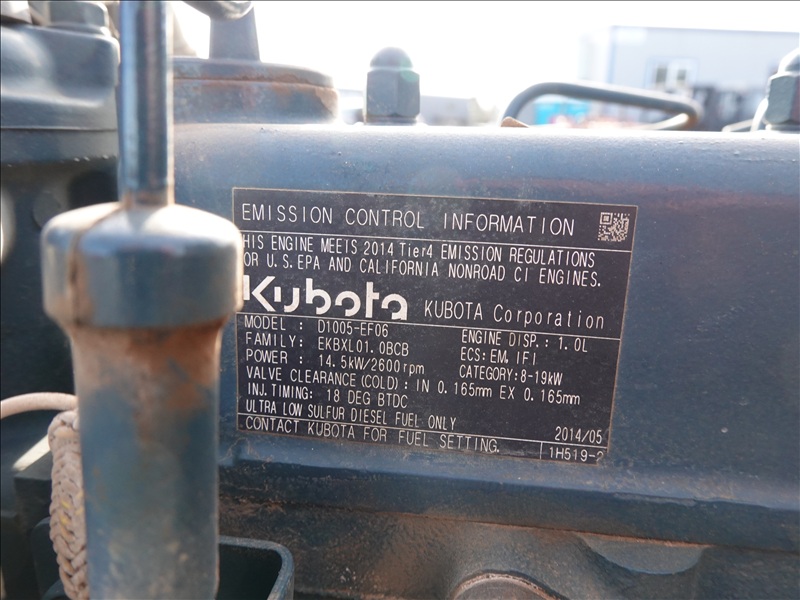 EMISSION CONTROL INFORMATION
HIS ENGINE MEETS 2014 Tier4 EMISSION REGULATIONS
OR U.S. EPA AND CALIFORNIA NONROAD CI ENGINES.
Kubota KUBOTA Corporation
MODEL : D1005-EF06 ENGINE DISP.: 1.0L
FAMILY: EKBXL01.0BCB ECS: EM, IFI
POWER : 14.5kW/2600rpm CATEGORY: 8-19kW
VALVE CLEARANCE (COLD) : IN 0.165mm EX 0.165mm
INJ. TIMING: 18 DEG BTDC
ULTRA LOW SULFUR DIESEL FUEL ONLY 2014/05
CONTACT KUBOTA FOR FUEL SETTING. 1H519-2